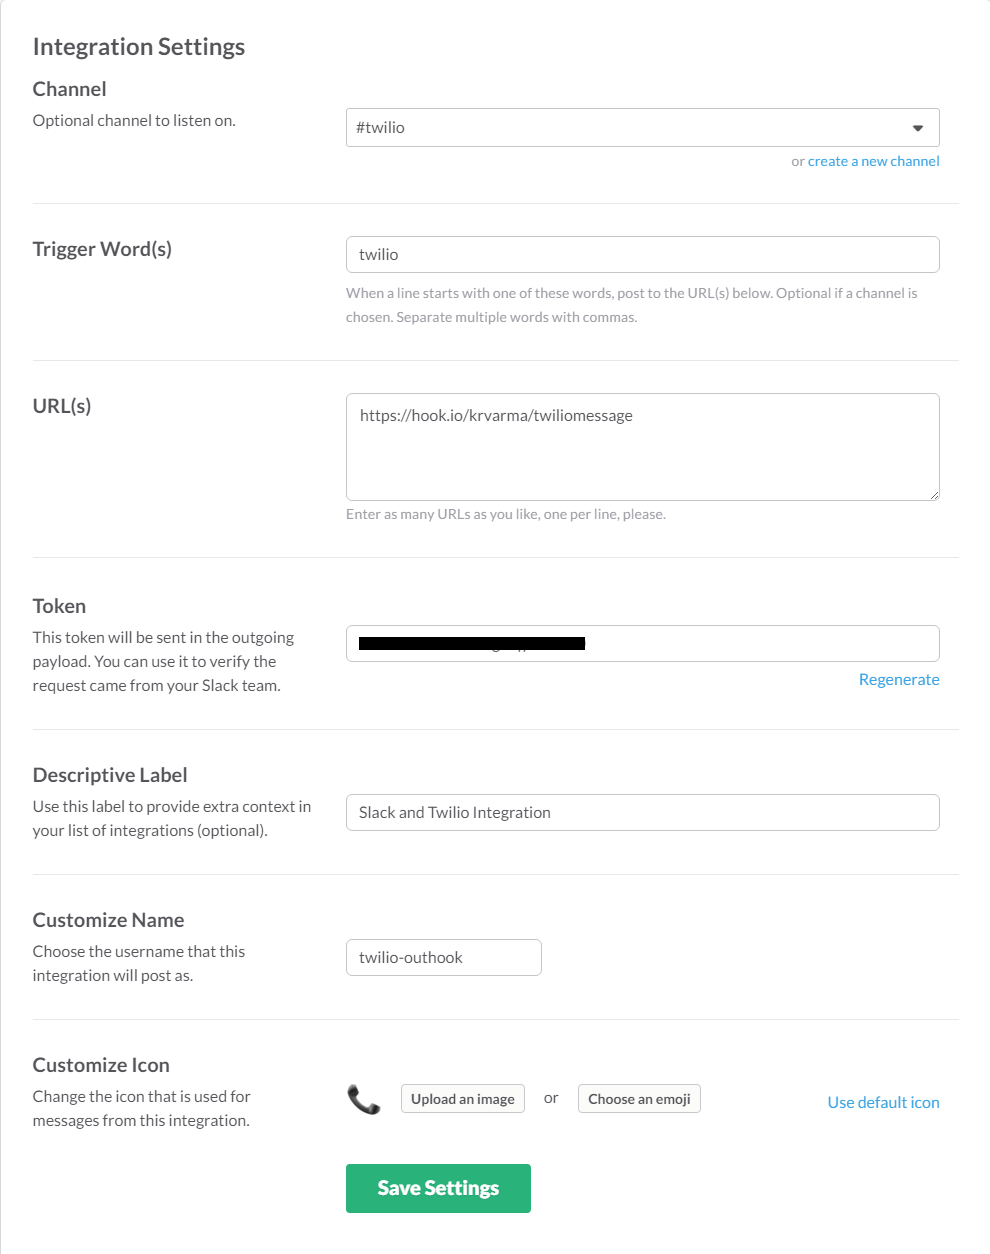 Integration Settings
Channel
Optional channel to listen on.
#twilio
or create a new channel
Trigger Word(s)
twilio
When a line starts with one of these words, post to the URL(s) below. Optional if a channel is
chosen. Separate multiple words with commas.
URL(s)
https://hook.io/krvarma/twiliomessage
Enter as many URLs as you like, one per line, please.
Token
This token will be sent in the outgoing
payload. You can use it to verify the
request came from your Slack team.
Regenerate
Descriptive Label
Use this label to provide extra context in
your list of integrations (optional).
Slack and Twilio Integration
Customize Name
Choose the username that this
integration will post as.
twilio-outhook
Customize Icon
Change the icon that is used for
messages from this integration.
Upload an image or Choose an emoji
Use default icon
Save Settings